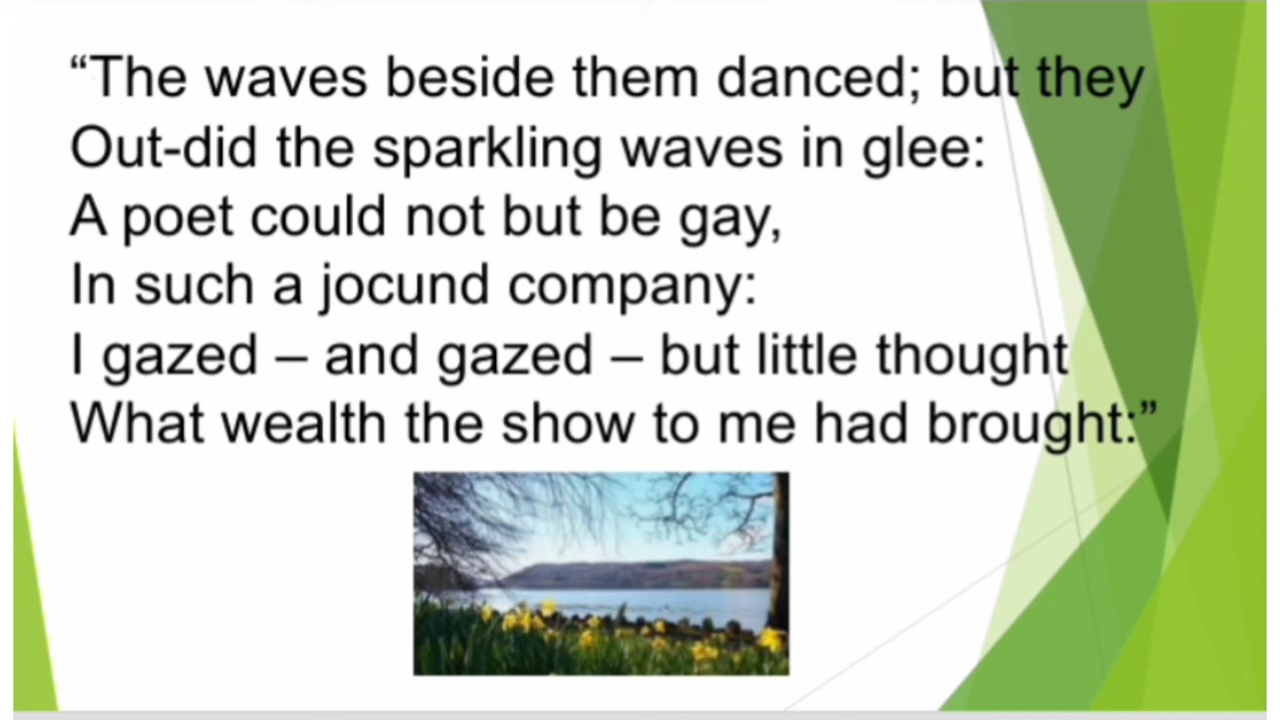 “The waves beside them danced; but they
Out-did the sparkling waves in glee:
A poet could not but be gay,
In such a jocund company:
I gazed – and gazed – but little thought
What wealth the show to me had brought:”